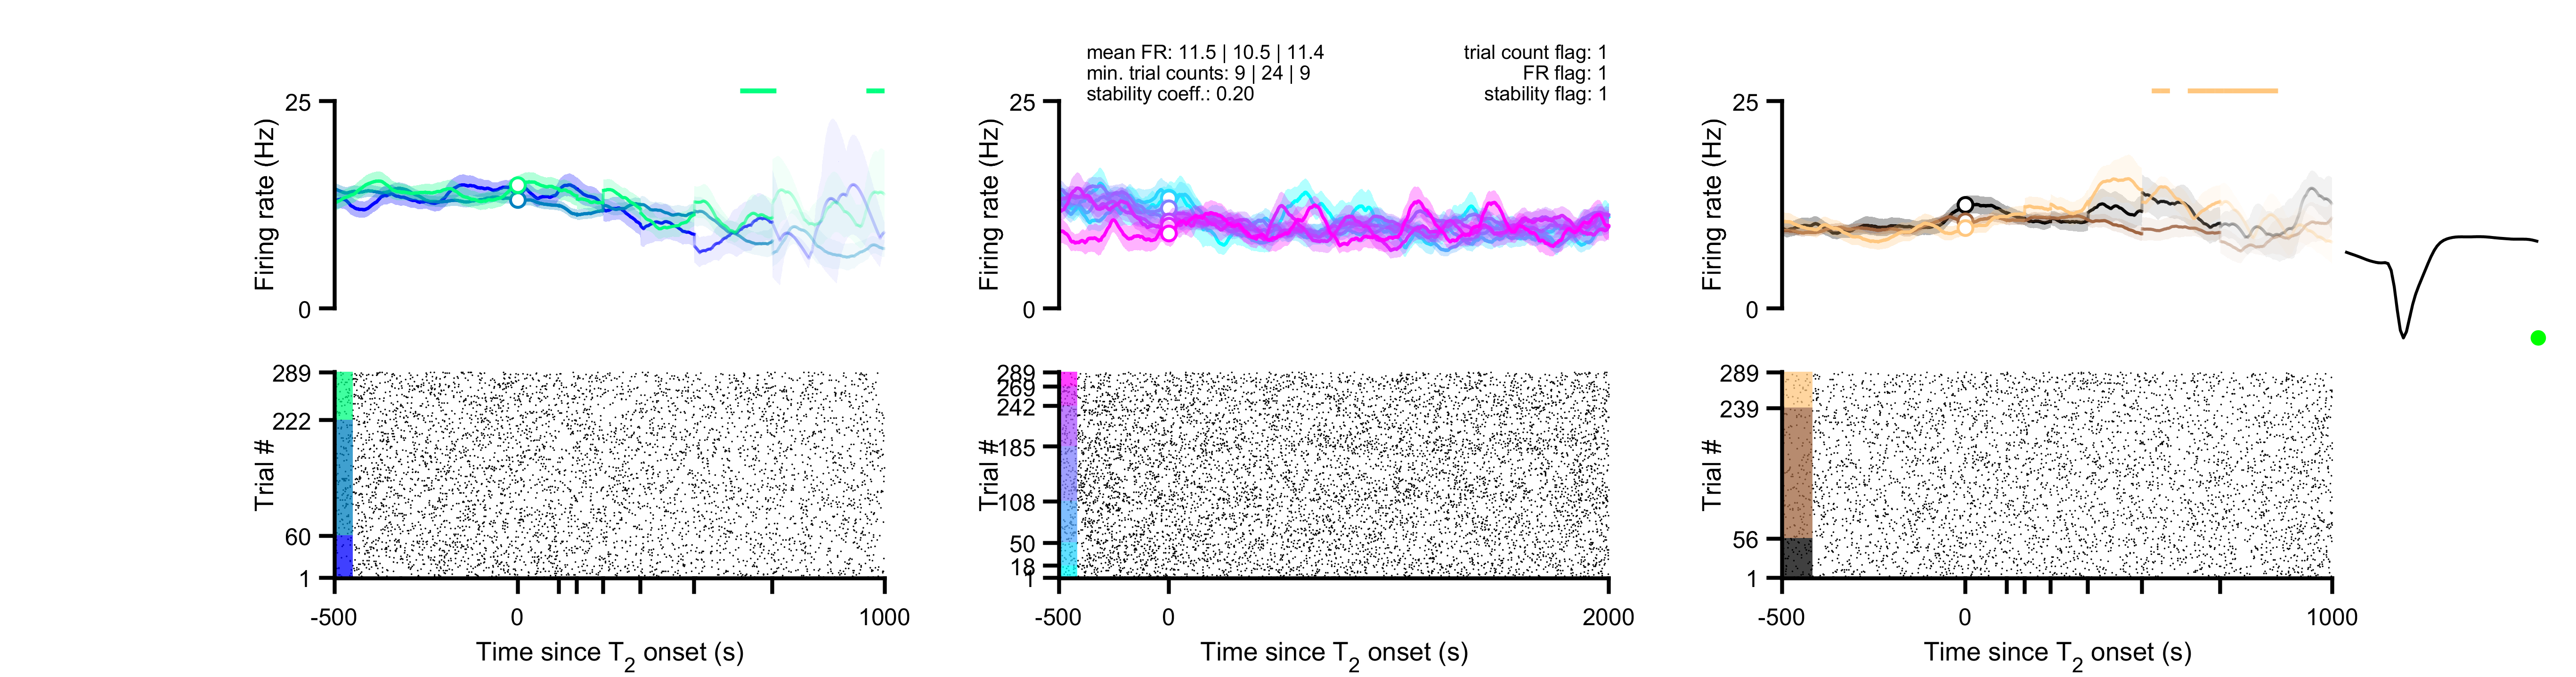 mean FR: 11.5 | 10.5 | 11.4
min. trial counts: 9 | 24 | 9
stability coeff.: 0.20
trial count flag: 1
FR flag: 1
stability flag: 1
25
0
Firing rate (Hz)
25
0
Firing rate (Hz)
25
0
Firing rate (Hz)
289
222
60
1
Trial #
-500
0
1000
Time since T2 onset (s)
289
269
242
185
108
50
18
1
Trial #
-500
0
2000
Time since T2 onset (s)
289
239
56
1
Trial #
-500
0
1000
Time since T2 onset (s)